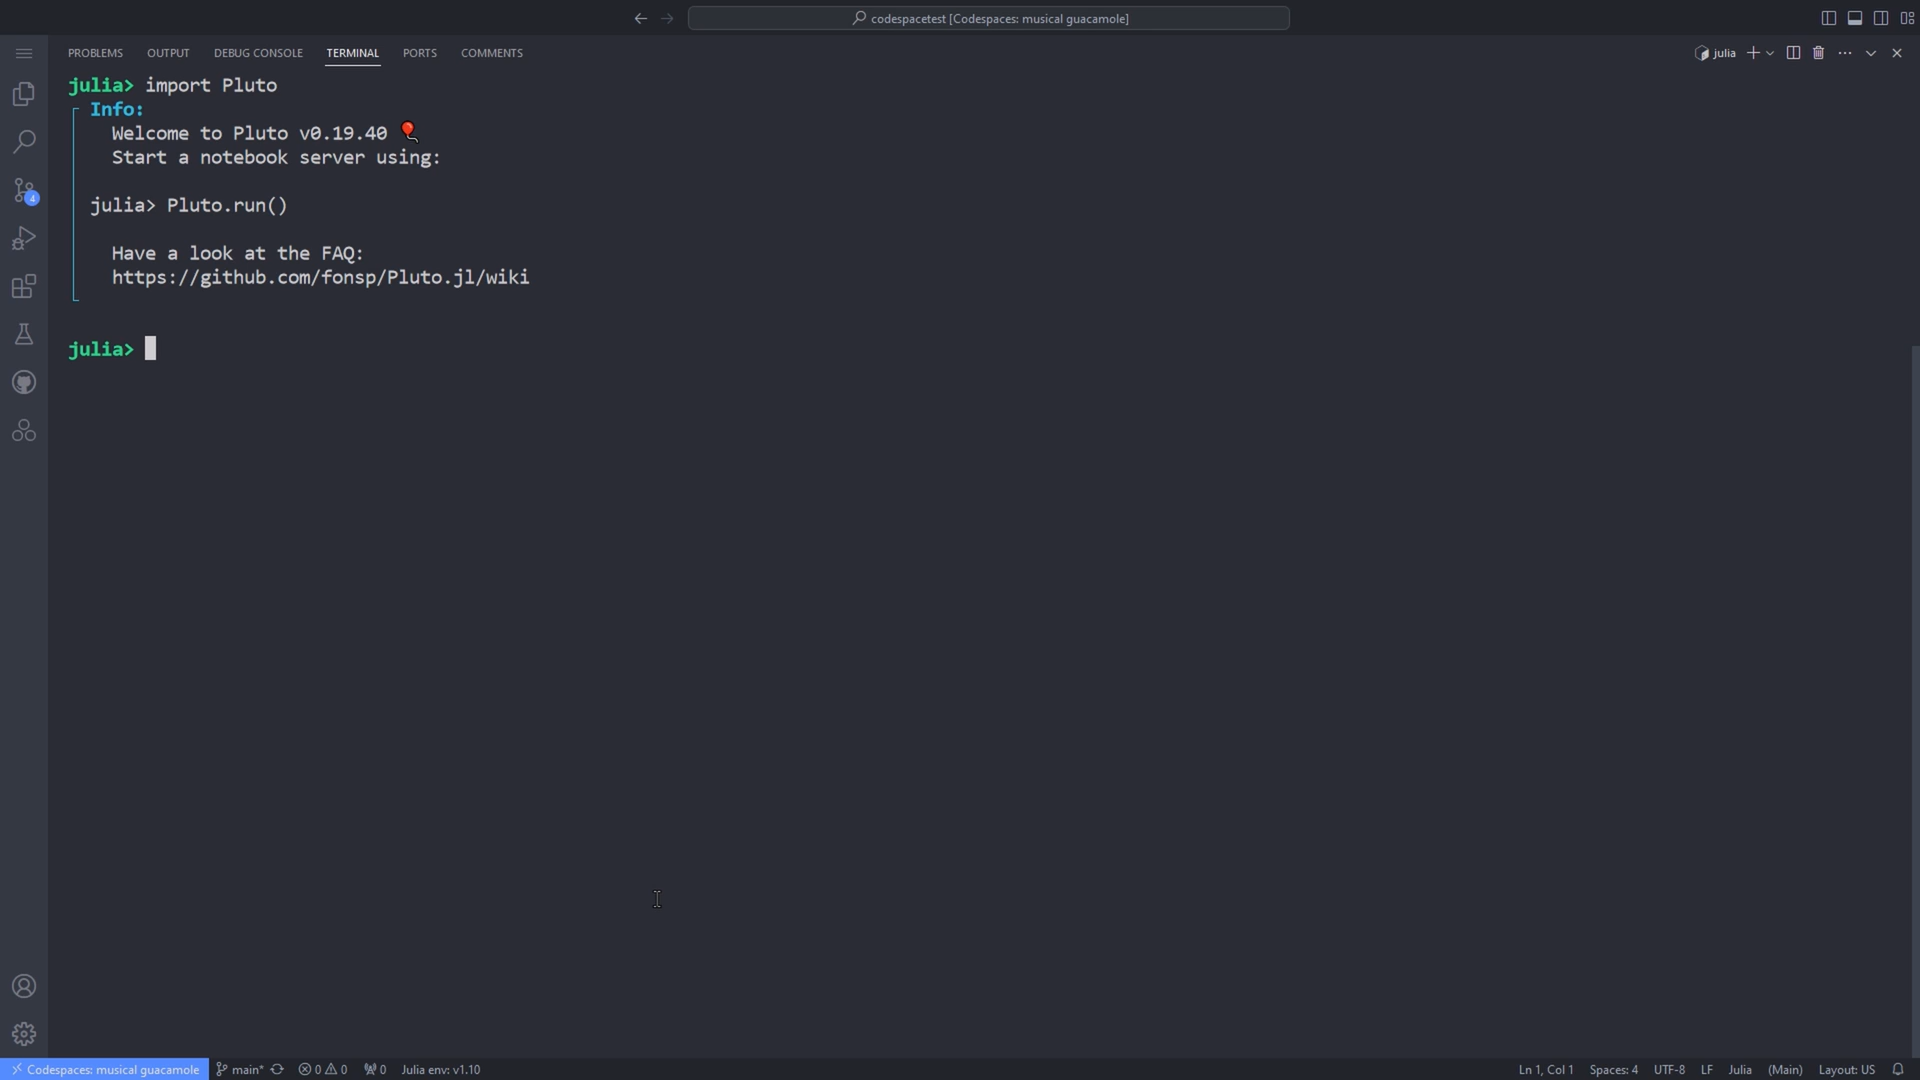 codespacetest [Codespaces: musical guacamole]
PROBLEMS OUTPUT DEBUG CONSOLE TERMINAL PORTS COMMENTS
julia
julia> import Pluto
Info:
Welcome to Pluto v0.19.40 🎈
Start a notebook server using:
julia> Pluto.run()
Have a look at the FAQ:
https://github.com/fonsp/Pluto.jl/wiki
julia>
4
Codespaces: musical guacamole main* 0 0 0 Julia env: v1.10 Ln 1, Col 1 Spaces: 4 UTF-8 LF Julia (Main) Layout: US